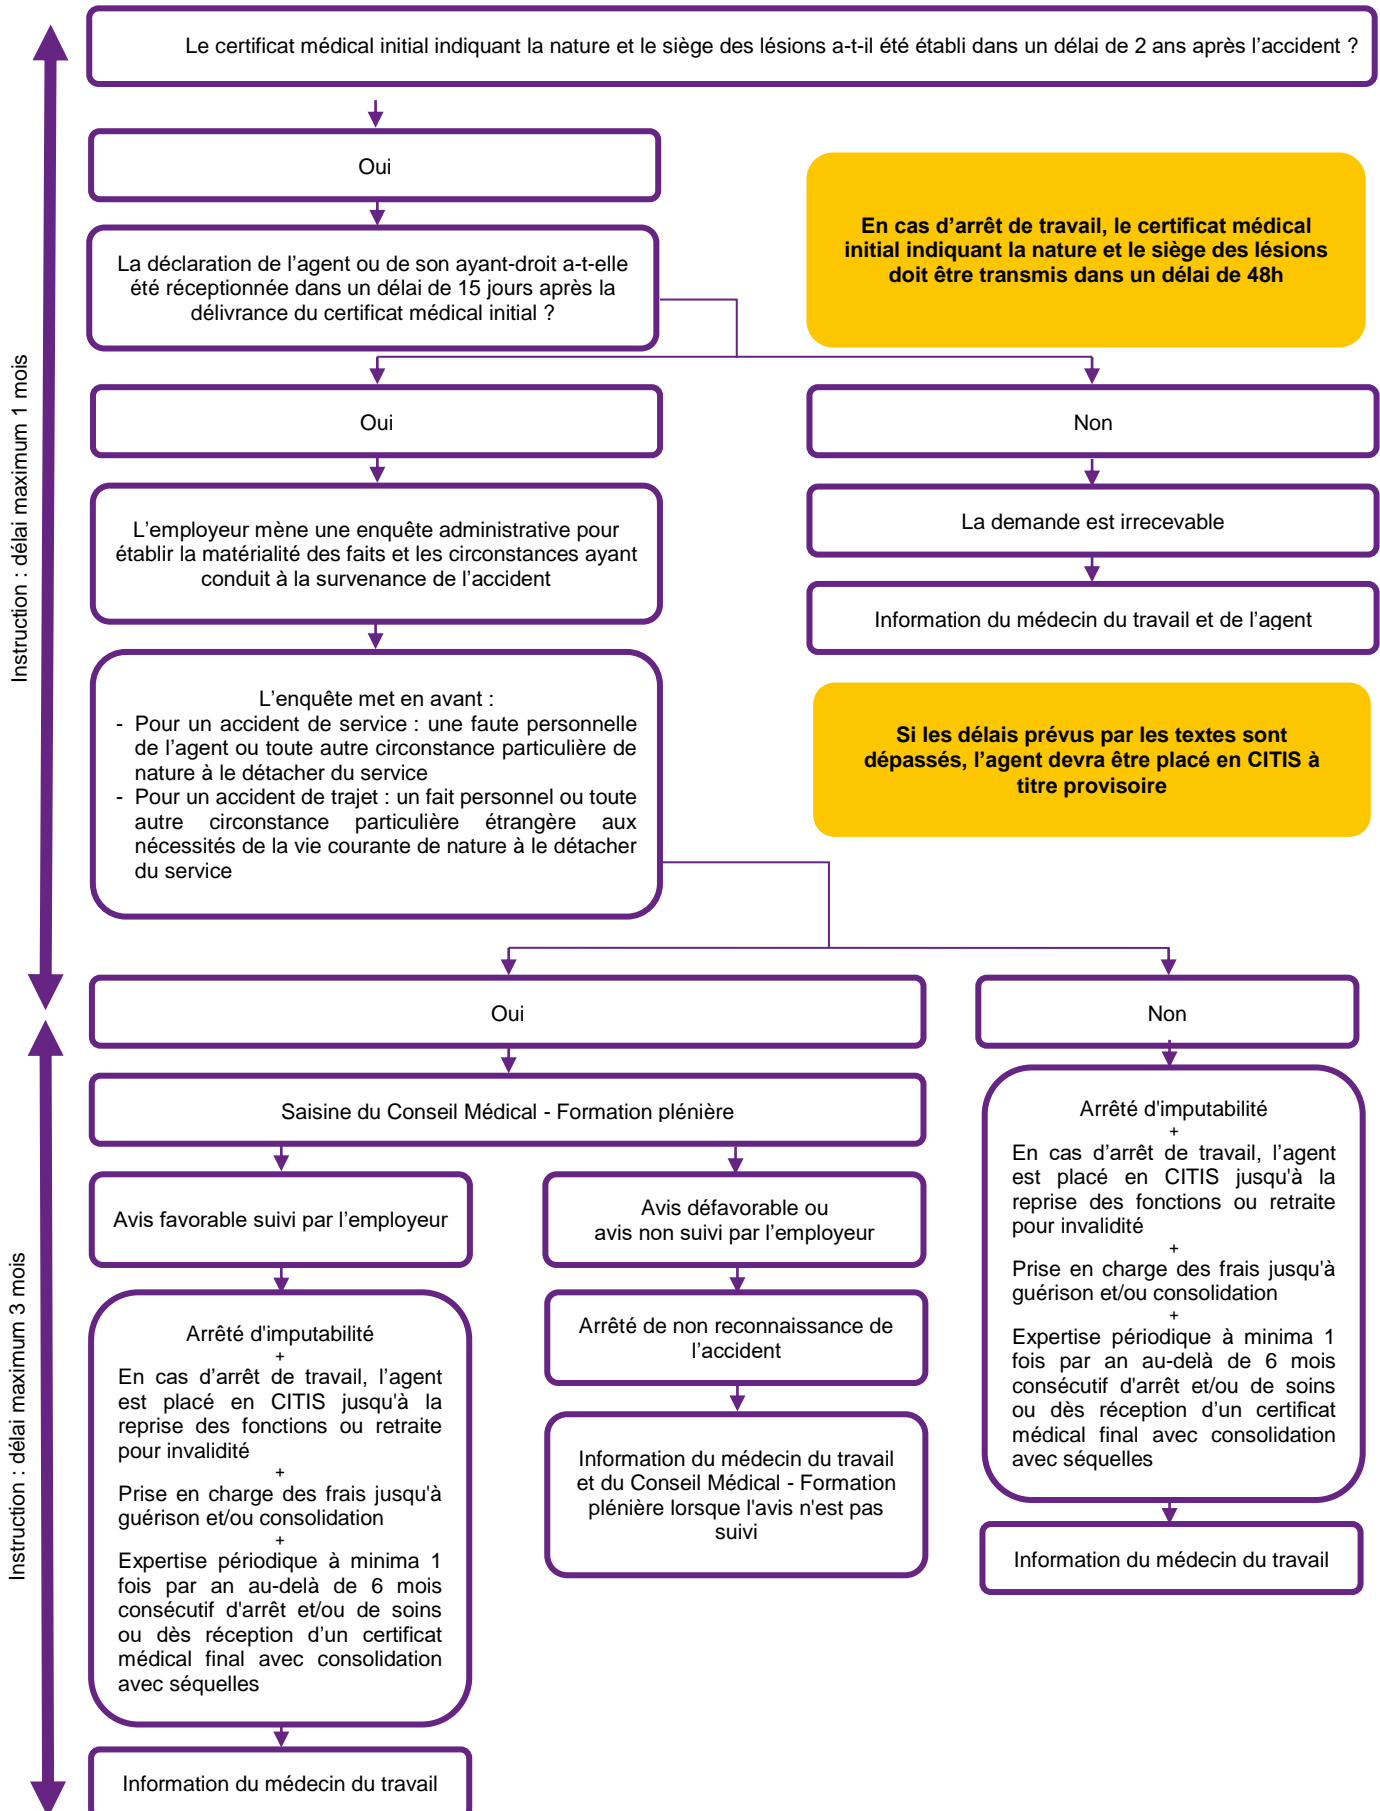 Le certificat médical initial indiquant la nature et le siège des lésions a-t-il été établi dans un délai de 2 ans après l’accident ?
Oui
En cas d’arrêt de travail, le certificat médical
initial indiquant la nature et le siège des lésions
doit être transmis dans un délai de 48h
La déclaration de l’agent ou de son ayant-droit a-t-elle
été réceptionnée dans un délai de 15 jours après la
délivrance du certificat médical initial ?
Instruction : délai maximum 1 mois
Oui
Non
L’employeur mène une enquête administrative pour
établir la matérialité des faits et les circonstances ayant
conduit à la survenance de l’accident
La demande est irrecevable
Information du médecin du travail et de l’agent
L’enquête met en avant :
- Pour un accident de service : une faute personnelle
de l’agent ou toute autre circonstance particulière de
nature à le détacher du service
- Pour un accident de trajet : un fait personnel ou toute
autre circonstance particulière étrangère aux
nécessités de la vie courante de nature à le détacher
du service
Si les délais prévus par les textes sont
dépassés, l’agent devra être placé en CITIS à
titre provisoire
Oui
Non
Instruction : délai maximum 3 mois
Saisine du Conseil Médical - Formation plénière
Avis favorable suivi par l’employeur
Avis défavorable ou
avis non suivi par l’employeur
Arrêté d'imputabilité
+
En cas d’arrêt de travail, l’agent
est placé en CITIS jusqu'à la
reprise des fonctions ou retraite
pour invalidité
+
Prise en charge des frais jusqu'à
guérison et/ou consolidation
+
Expertise périodique à minima 1
fois par an au-delà de 6 mois
consécutif d'arrêt et/ou de soins
ou dès réception d’un certificat
médical final avec consolidation
avec séquelles
Information du médecin du travail
Arrêté de non reconnaissance de
l’accident
Information du médecin du travail
et du Conseil Médical - Formation
plénière lorsque l'avis n'est pas
suivi
Arrêté d'imputabilité
+
En cas d’arrêt de travail, l’agent
est placé en CITIS jusqu'à la
reprise des fonctions ou retraite
pour invalidité
+
Prise en charge des frais jusqu'à
guérison et/ou consolidation
+
Expertise périodique à minima 1
fois par an au-delà de 6 mois
consécutif d'arrêt et/ou de soins
ou dès réception d’un certificat
médical final avec consolidation
avec séquelles
Information du médecin du travail